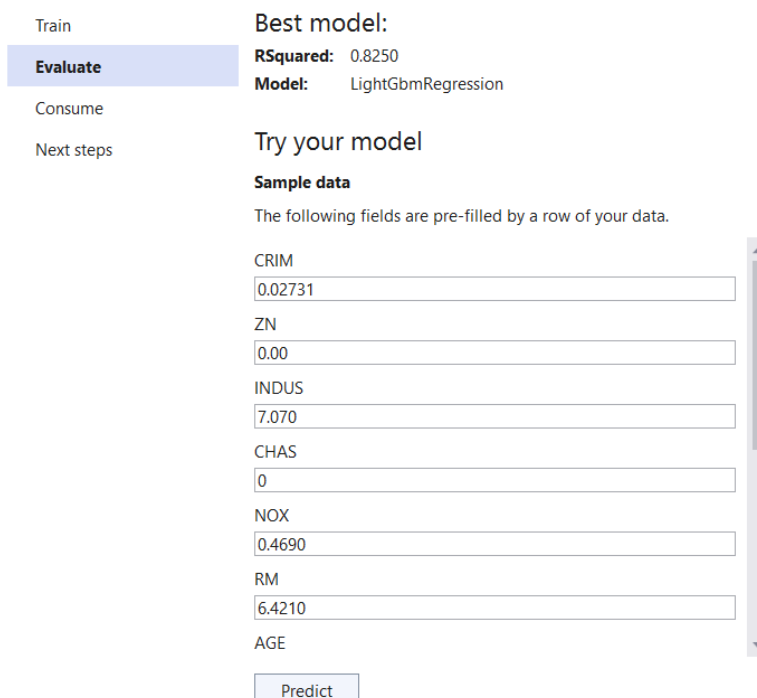 Train
Evaluate
Consume
Next steps
Best model:
RSquared: 0.8250
Model: LightGbmRegression
Try your model
Sample data
The following fields are pre-filled by a row of your data.
CRIM
0.02731
ZN
0.00
INDUS
7.070
CHAS
0
NOX
0.4690
RM
6.4210
AGE
Predict